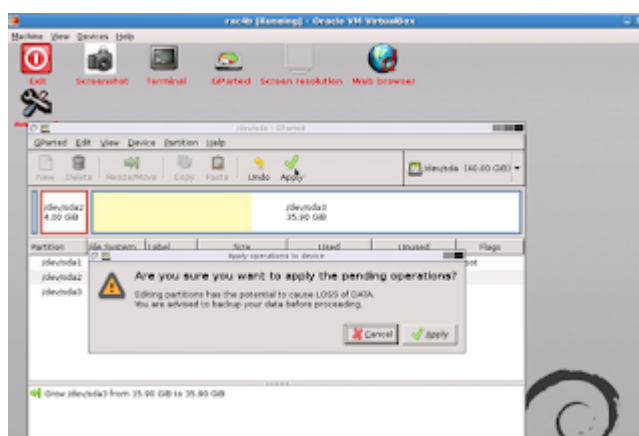 rac4b [Running] - Oracle VM VirtualBox
Machine View Devices Help
Exit Screenshot Terminal GParted Screen resolution Web browser
/dev/sda - GParted
GParted Edit View Device Partition Help
New Delete Resize/Move Copy Paste Undo Apply
/dev/sda (40.00 GiB)
/dev/sda2
4.00 GiB
/dev/sda3
35.90 GiB
Partition File System Label Size Used Unused Flags
/dev/sda1
/dev/sda2
/dev/sda3
Apply operations to device
Are you sure you want to apply the pending operations?
Editing partitions has the potential to cause LOSS of DATA.
You are advised to backup your data before proceeding.
Cancel Apply
Grow /dev/sda3 from 15.90 GiB to 35.90 GiB